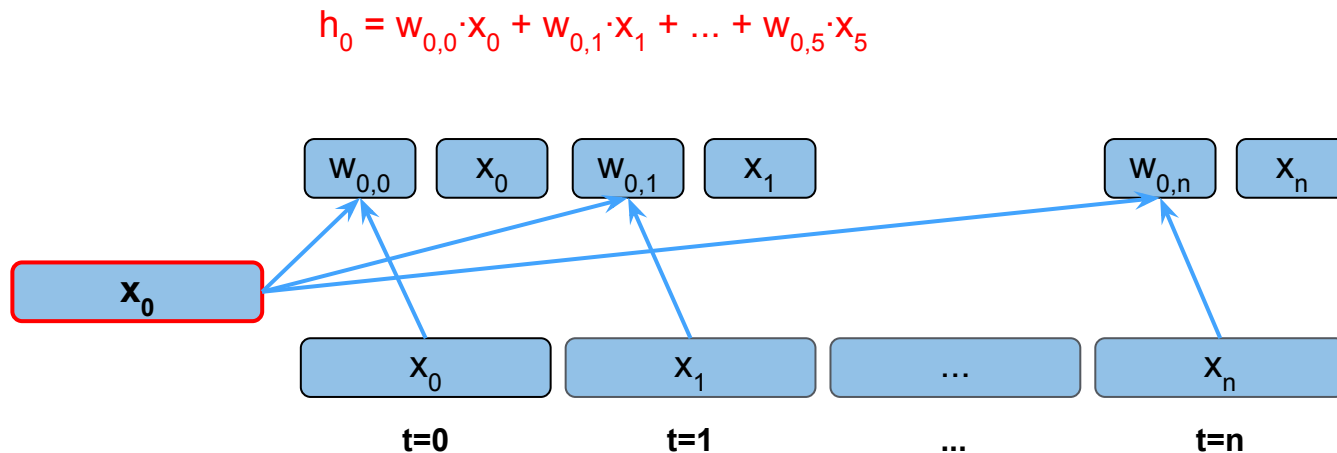 h₀ = w₀,₀·x₀ + w₀,₁·x₁ + ... + w₀,₅·x₅
w₀,₀ x₀ w₀,₁ x₁ w₀,ₙ xₙ
x₀
x₀ x₁ ... xₙ
t=0 t=1 ... t=n